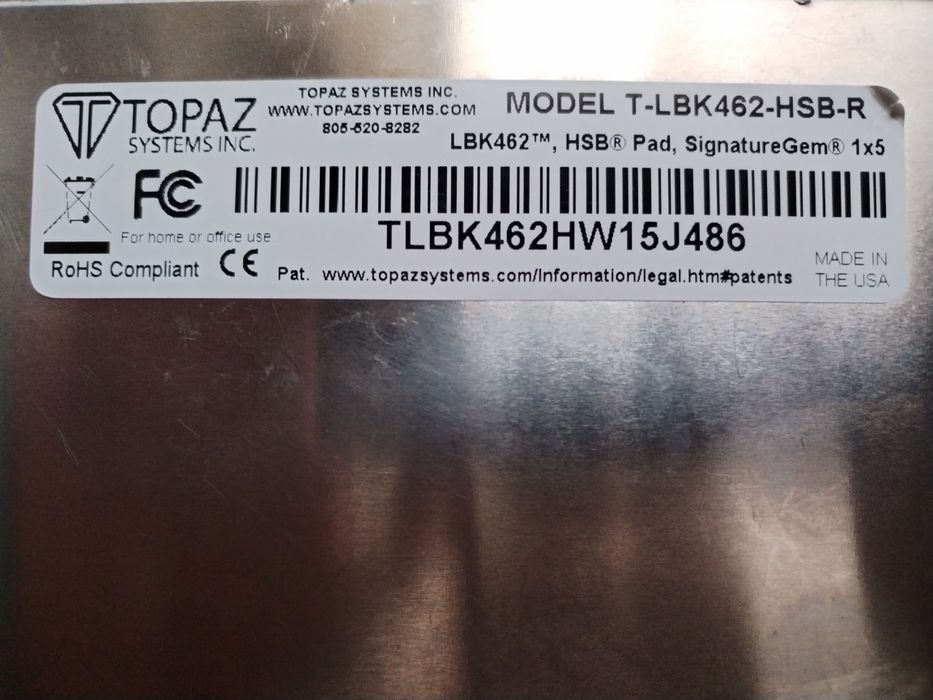 TOPAZ
SYSTEMS INC.
TOPAZ SYSTEMS INC.
WWW.TOPAZSYSTEMS.COM
805-520-8282
MODEL T-LBK462-HSB-R
LBK462™, HSB® Pad, SignatureGem® 1x5
FC
TLBK462HW15J486
For home or office use
RoHS Compliant
CE
Pat. www.topazsystems.com/Information/legal.htm#patents
MADE IN
THE USA